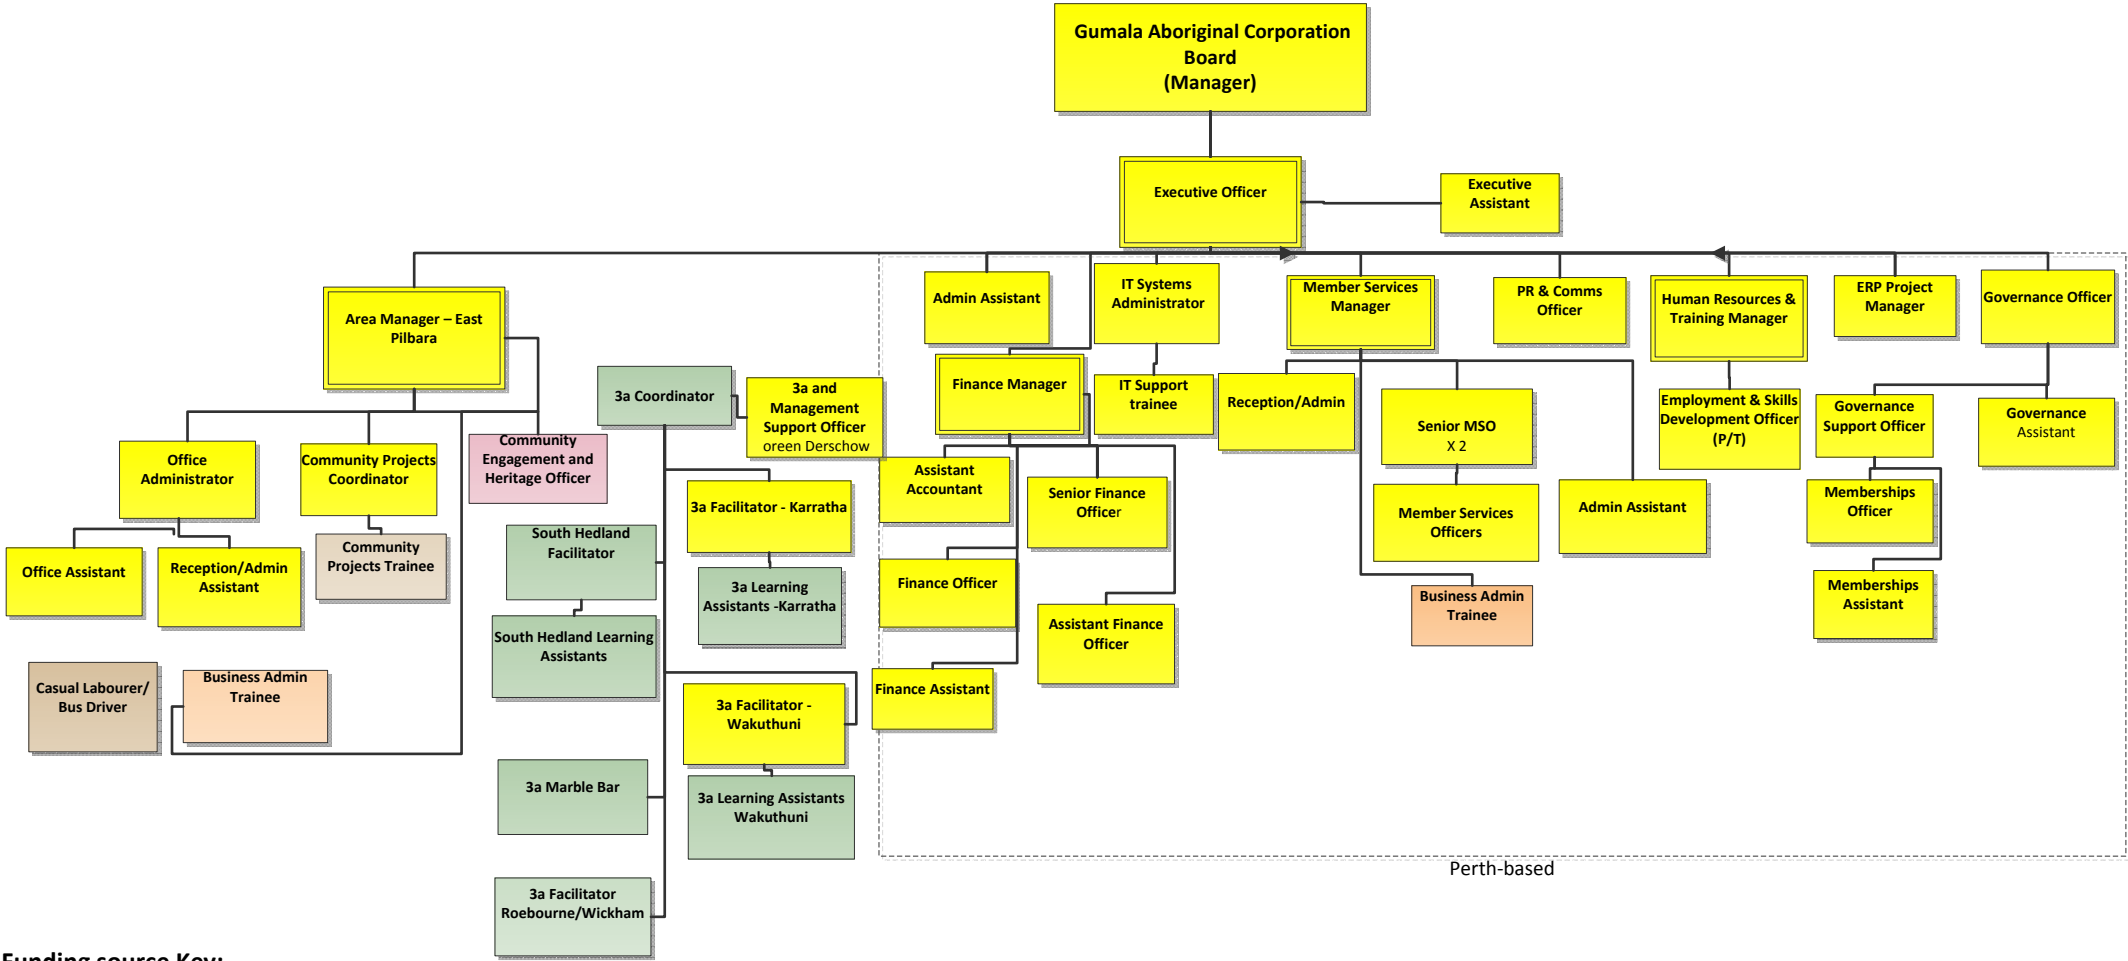 Gumala Aboriginal Corporation
Board
(Manager)
Executive Officer
Executive
Assistant
Area Manager – East
Pilbara
Admin Assistant
IT Systems
Administrator
Member Services
Manager
PR & Comms
Officer
Human Resources &
Training Manager
ERP Project
Manager
Governance Officer
3a Coordinator
3a and
Management
Support Officer
oreen Derschow
Finance Manager
IT Support
trainee
Reception/Admin
Senior MSO
X 2
Employment & Skills
Development Officer
(P/T)
Governance
Support Officer
Governance
Assistant
Office
Administrator
Community Projects
Coordinator
Community
Engagement and
Heritage Officer
3a Facilitator - Karratha
Assistant
Accountant
Senior Finance
Officer
Member Services
Officers
Admin Assistant
Memberships
Officer
Office Assistant
Reception/Admin
Assistant
Community
Projects Trainee
South Hedland
Facilitator
3a Learning
Assistants -Karratha
Finance Officer
Assistant Finance
Officer
Business Admin
Trainee
Memberships
Assistant
South Hedland Learning
Assistants
Casual Labourer/
Bus Driver
Business Admin
Trainee
3a Facilitator -
Wakuthuni
Finance Assistant
3a Marble Bar
3a Learning Assistants
Wakuthuni
3a Facilitator
Roebourne/Wickham
Perth-based
Funding source Key: